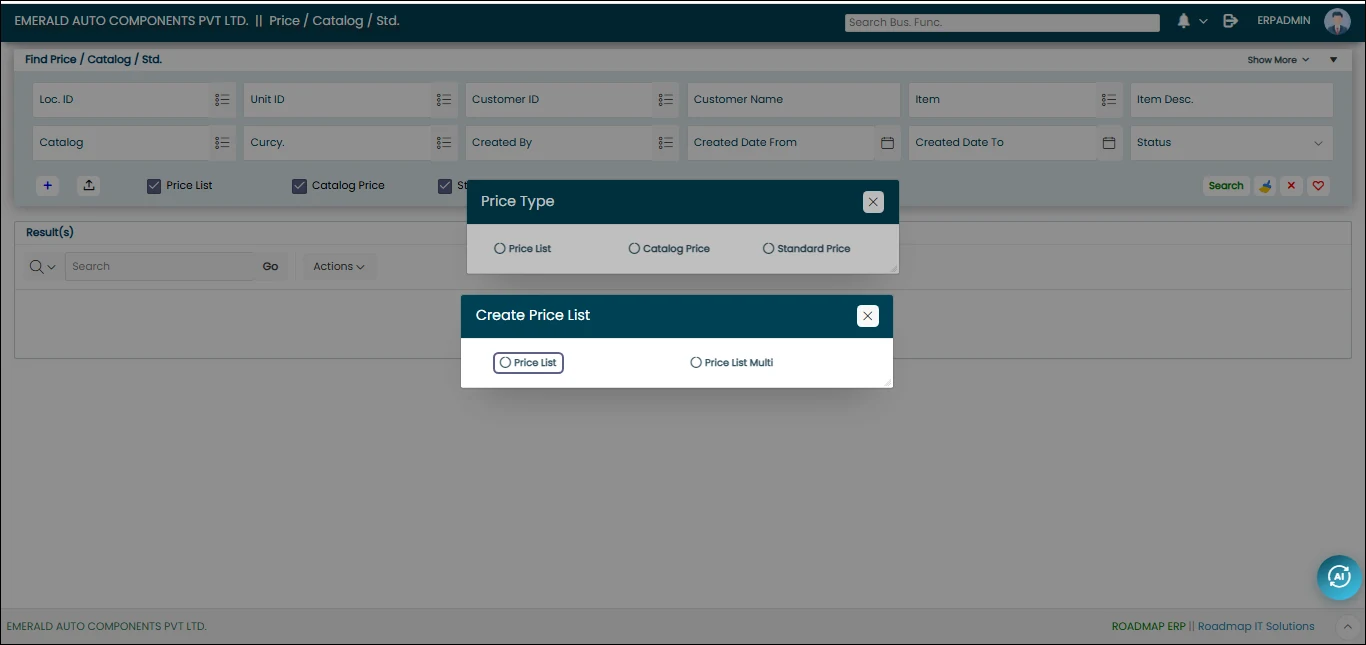 EMERALD AUTO COMPONENTS PVT LTD. || Price / Catalog / Std. Search Bus. Func. ERPADMIN
Find Price / Catalog / Std. Show More
Loc. ID Unit ID Customer ID Customer Name Item Item Desc.
Catalog Curcy. Created By Created Date From Created Date To Status
+ Price List Catalog Price St Search
Price Type
Result(s)
Price List Catalog Price Standard Price
Search Go Actions
Create Price List
Price List Price List Multi
AI
EMERALD AUTO COMPONENTS PVT LTD. ROADMAP ERP || Roadmap IT Solutions